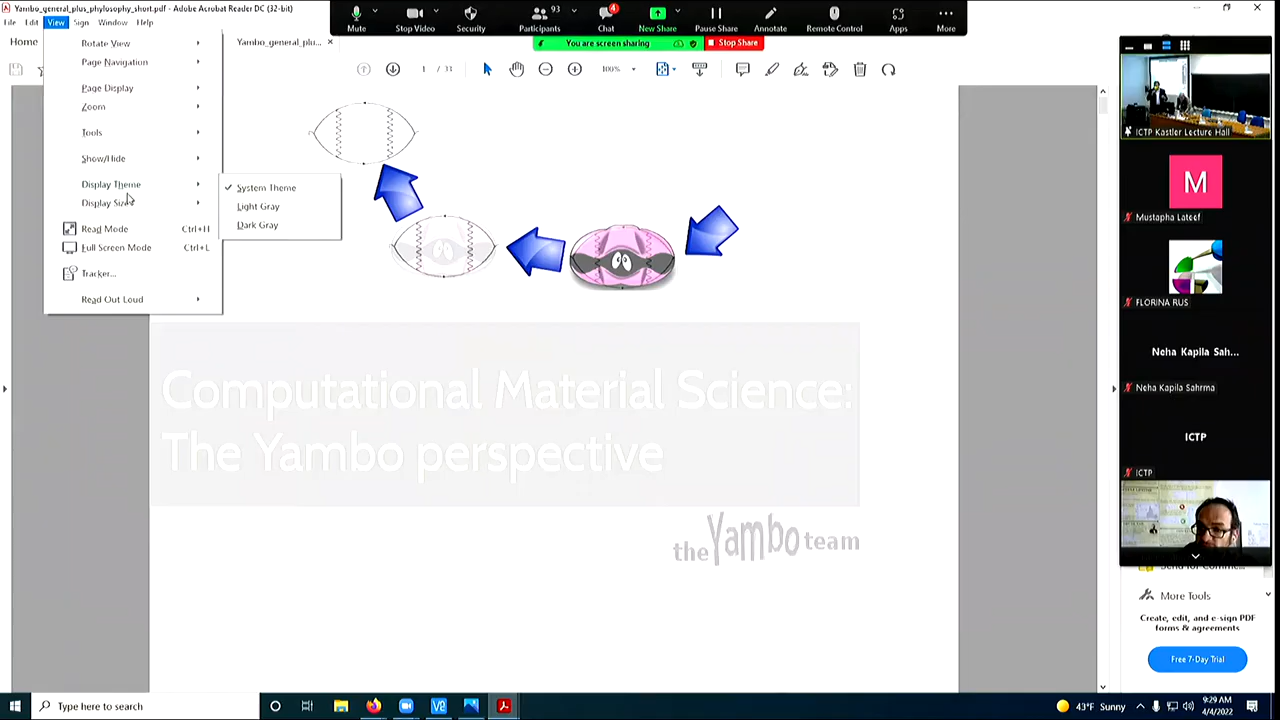 Yambo_general_plus_phylosophy_short.pdf - Adobe Acrobat Reader DC (32-bit)
File Edit View Sign Window Help
Home
Yambo_general_plu... ×
Mute
Stop Video
Security
93
Participants
4
Chat
New Share
Pause Share
Annotate
Remote Control
Apps
More
You are screen sharing
Stop Share
1 / 31
100%
Rotate View
Page Navigation
Page Display
Zoom
Tools
Show/Hide
Display Theme
Display Size
Read Mode Ctrl+H
Full Screen Mode Ctrl+L
Tracker...
Read Out Loud
System Theme
Light Gray
Dark Gray
Computational Material Science:
The Yambo perspective
the Yambo team
ICTP Kastler Lecture Hall
M
Mustapha Lateef
FLORINA RUS
Neha Kapila Sah...
Neha Kapila Sahrma
ICTP
ICTP
More Tools
Create, edit, and e-sign PDF
forms & agreements
Free 7-Day Trial
Type here to search
43°F Sunny
9:29 AM
4/4/2022